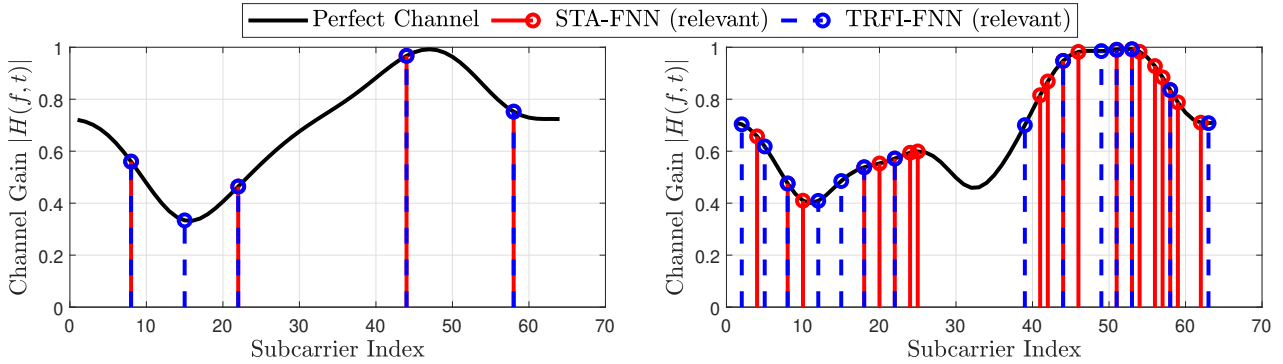 Perfect Channel STA-FNN (relevant) TRFI-FNN (relevant)
Channel Gain |H(f, t)|
1
0.8
0.6
0.4
0.2
0
0 10 20 30 40 50 60 70
Subcarrier Index
Channel Gain |H(f, t)|
1
0.8
0.6
0.4
0.2
0
0 10 20 30 40 50 60 70
Subcarrier Index